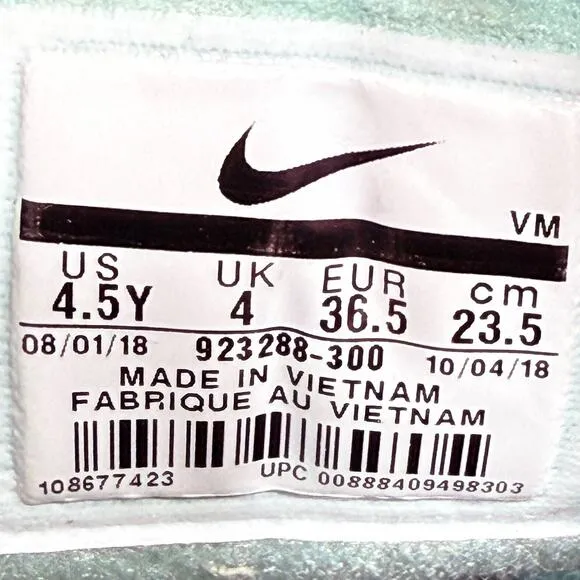 VM
US UK EUR cm
4.5Y 4 36.5 23.5
08/01/18 923288-300 10/04/18
MADE IN VIETNAM
FABRIQUE AU VIETNAM
108677423 UPC 00888409498303